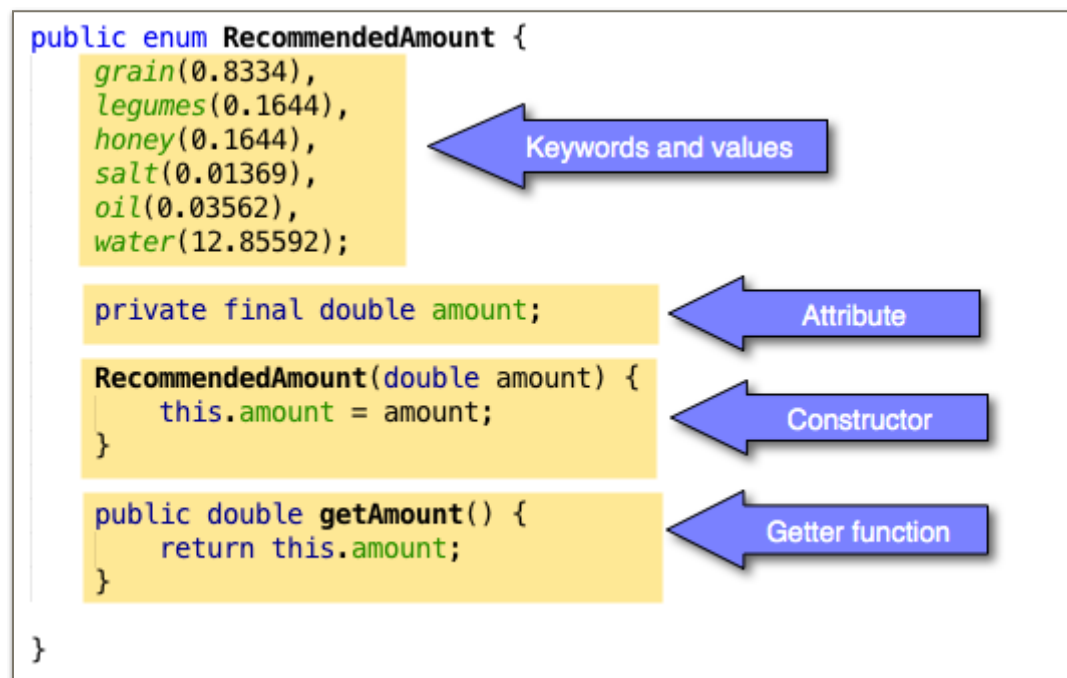 public enum RecommendedAmount {
grain(0.8334),
legumes(0.1644),
honey(0.1644),
salt(0.01369),
oil(0.03562),
water(12.85592);
Keywords and values
private final double amount;
Attribute
RecommendedAmount(double amount) {
this.amount = amount;
}
Constructor
public double getAmount() {
return this.amount;
}
Getter function
}